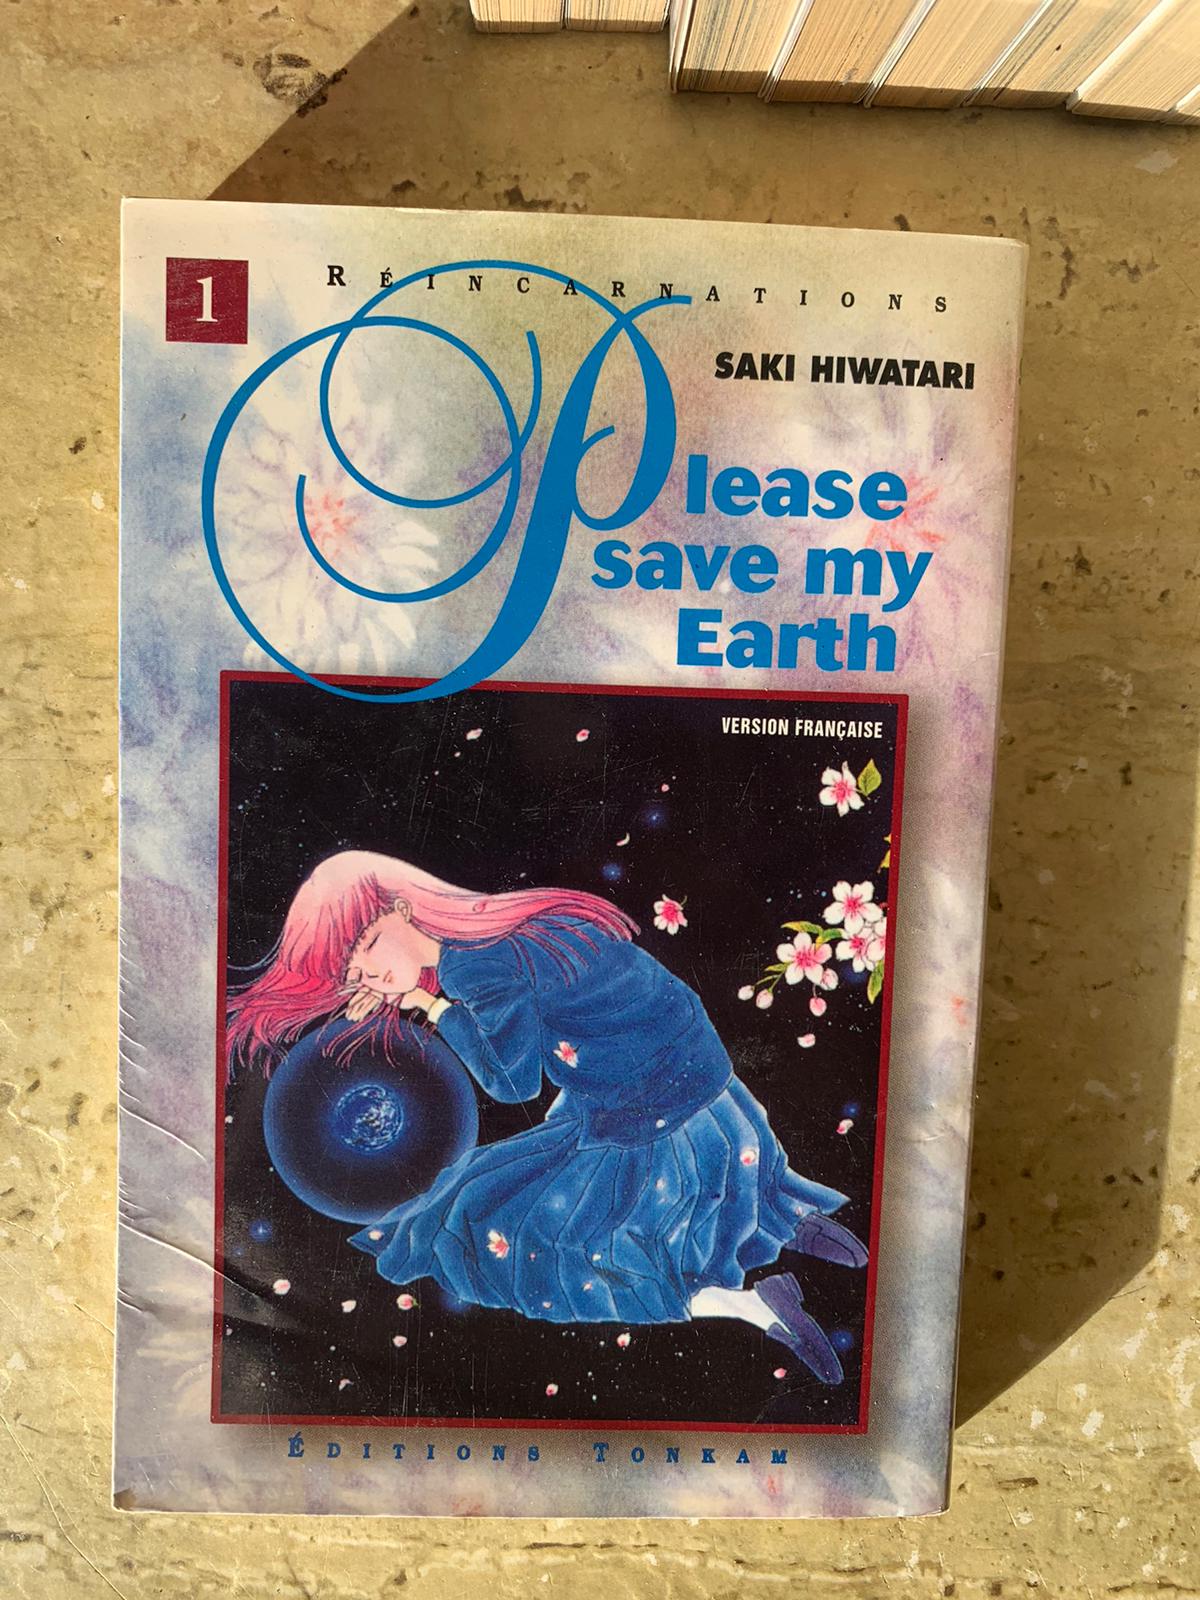 1
RÉINCARNATIONS
SAKI HIWATARI
Please
save my
Earth
VERSION FRANÇAISE
ÉDITIONS TONKAM